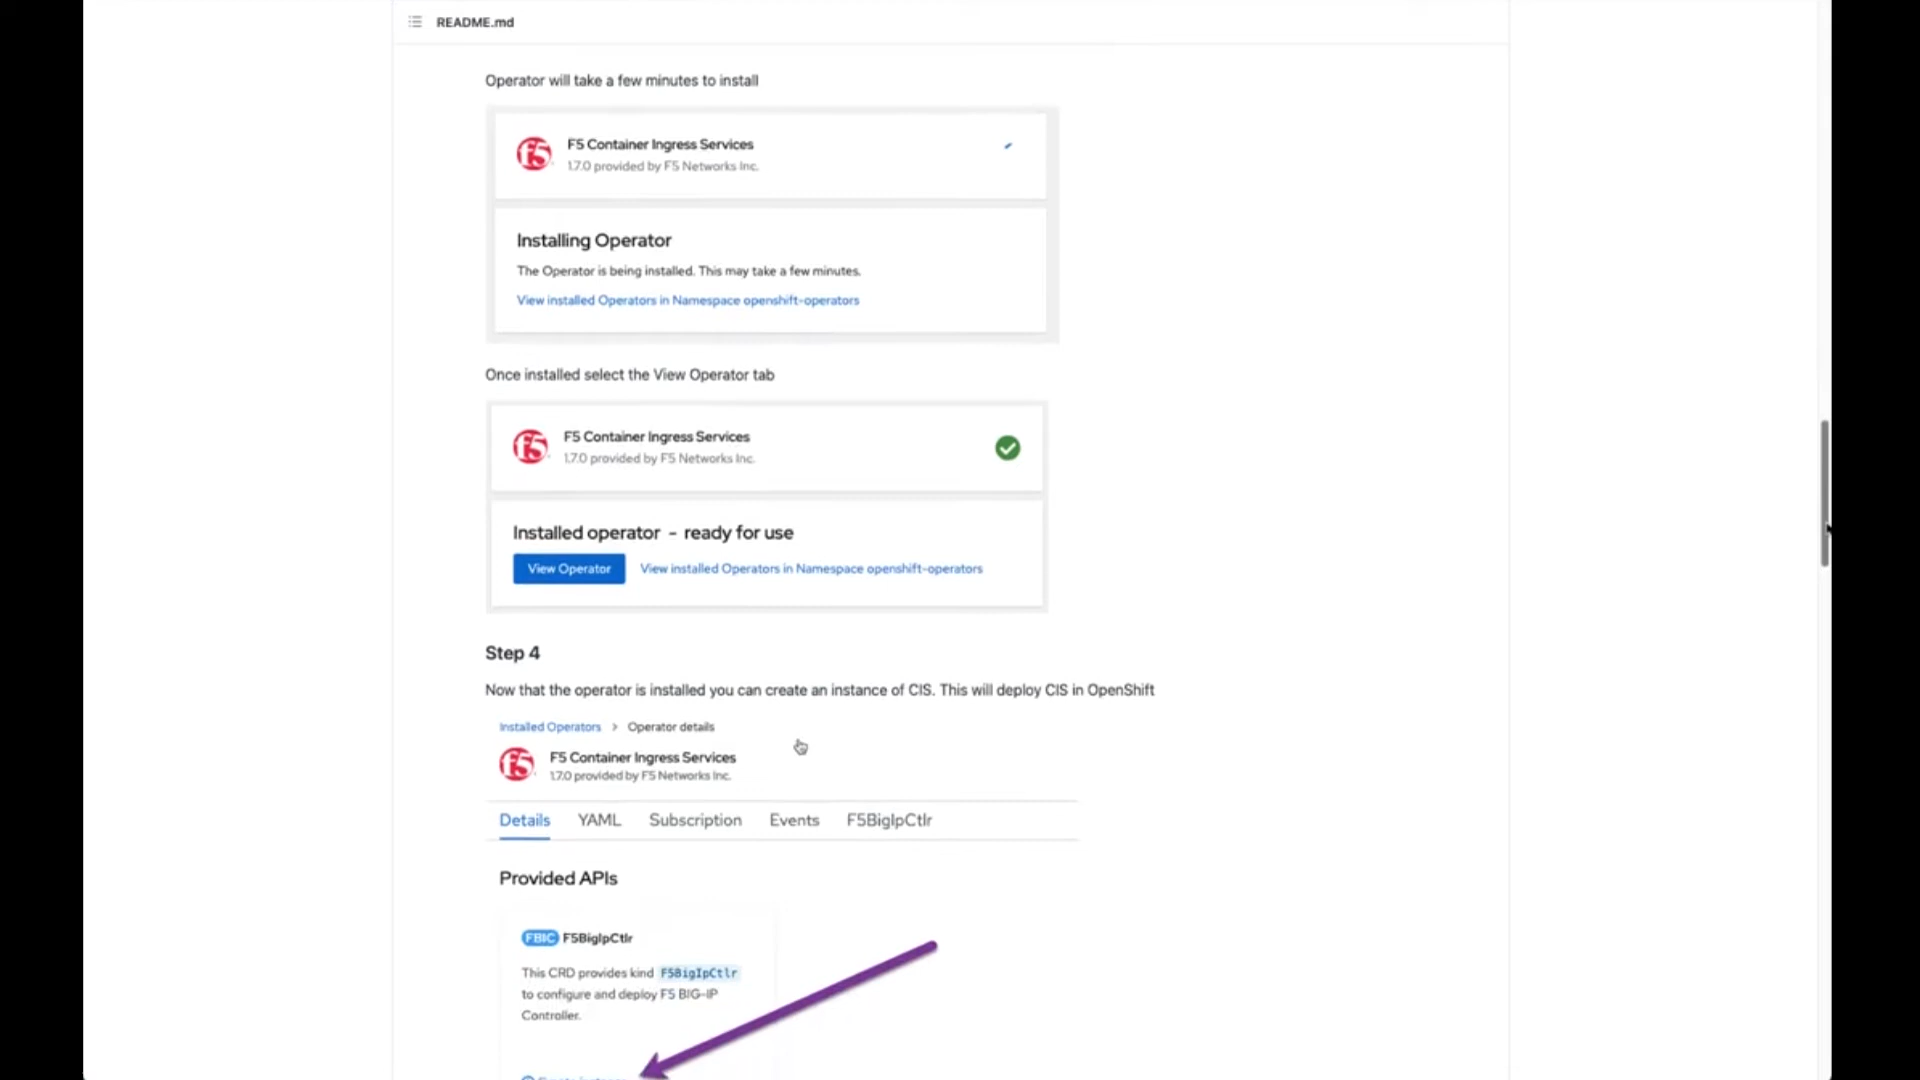 README.md
Operator will take a few minutes to install
f5
F5 Container Ingress Services
1.7.0 provided by F5 Networks Inc.
Installing Operator
The Operator is being installed. This may take a few minutes.
View installed Operators in Namespace openshift-operators
Once installed select the View Operator tab
f5
F5 Container Ingress Services
1.7.0 provided by F5 Networks Inc.
Installed operator - ready for use
View Operator View installed Operators in Namespace openshift-operators
Step 4
Now that the operator is installed you can create an instance of CIS. This will deploy CIS in OpenShift
Installed Operators > Operator details
f5
F5 Container Ingress Services
1.7.0 provided by F5 Networks Inc.
Details YAML Subscription Events F5BigIpCtlr
Provided APIs
FBIC F5BigIpCtlr
This CRD provides kind F5BigIpCtlr
to configure and deploy F5 BIG-IP
Controller.